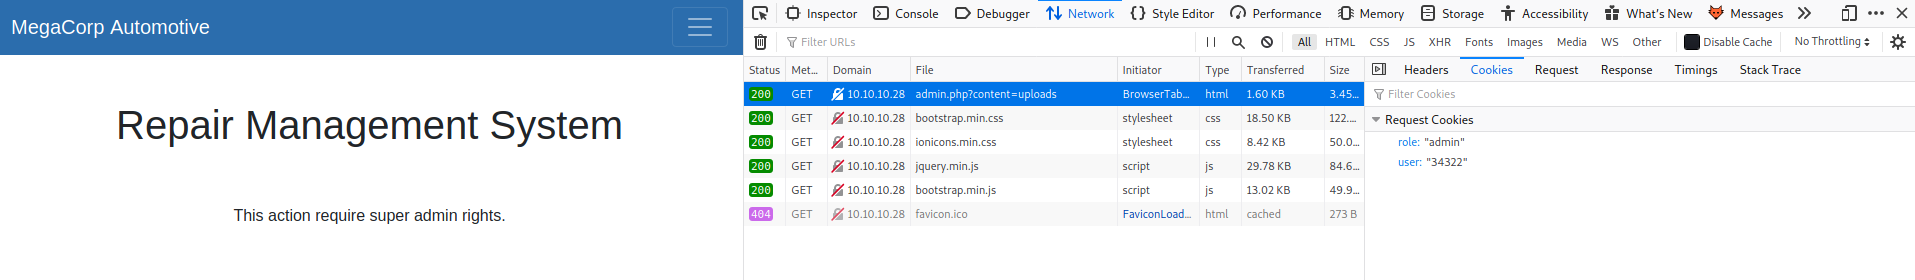 MegaCorp Automotive
Repair Management System
This action require super admin rights.
Inspector Console Debugger Network Style Editor Performance Memory Storage Accessibility What's New Messages
Filter URLs
All HTML CSS JS XHR Fonts Images Media WS Other Disable Cache No Throttling
Status Met... Domain File Initiator Type Transferred Size
200 GET 10.10.10.28 admin.php?content=uploads BrowserTab... html 1.60 KB 3.45...
200 GET 10.10.10.28 bootstrap.min.css stylesheet css 18.50 KB 122....
200 GET 10.10.10.28 ionicons.min.css stylesheet css 8.42 KB 50.0...
200 GET 10.10.10.28 jquery.min.js script js 29.78 KB 84.6...
200 GET 10.10.10.28 bootstrap.min.js script js 13.02 KB 49.9...
404 GET 10.10.10.28 favicon.ico FaviconLoad... html cached 273 B
Headers Cookies Request Response Timings Stack Trace
Filter Cookies
Request Cookies
role: "admin"
user: "34322"